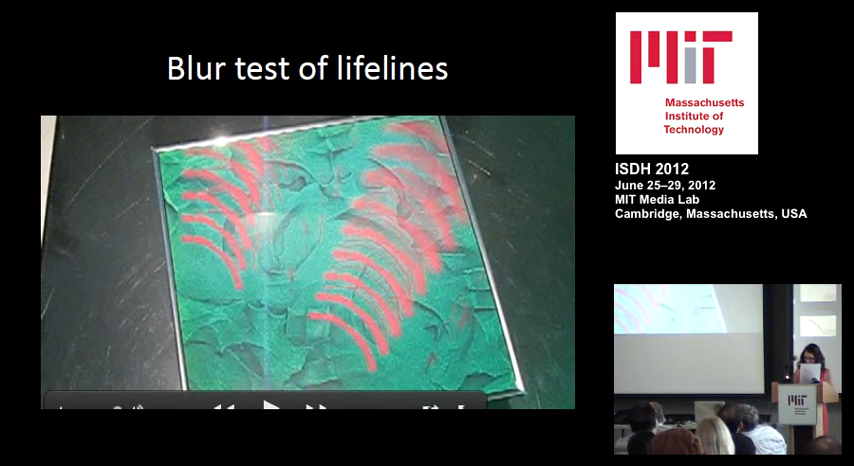 Blur test of lifelines
MIT
Massachusetts
Institute of
Technology
ISDH 2012
June 25–29, 2012
MIT Media Lab
Cambridge, Massachusetts, USA
MIT